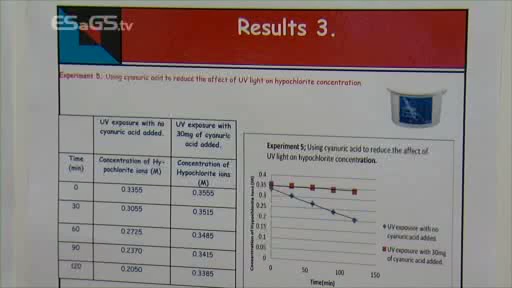 ESaGS.tv
Results 3.
Experiment 5; Using cyanuric acid to reduce the affect of UV light on hypochlorite concentration.
UV exposure with no cyanuric acid added.
UV exposure with 30mg of cyanuric acid added.
Time (min)
Concentration of Hy-
pochlorite ions (M)
Concentration of Hypochlorite ions (M)
0 0.3355 0.3555
30 0.3055 0.3515
60 0.2725 0.3485
90 0.2370 0.3415
120 0.2050 0.3385
Experiment 5; Using cyanuric acid to reduce the affect of
UV light on hypochlorite concentration.
Concentration of Hypochlorite ions (M)
0.4
0.35
0.3
0.25
0.2
0.15
0.1
0.05
0
0 50 100 150
Time(min)
UV exposure with no
cyanuric acid added.
UV exposure with 30mg
of cyanuric acid added.